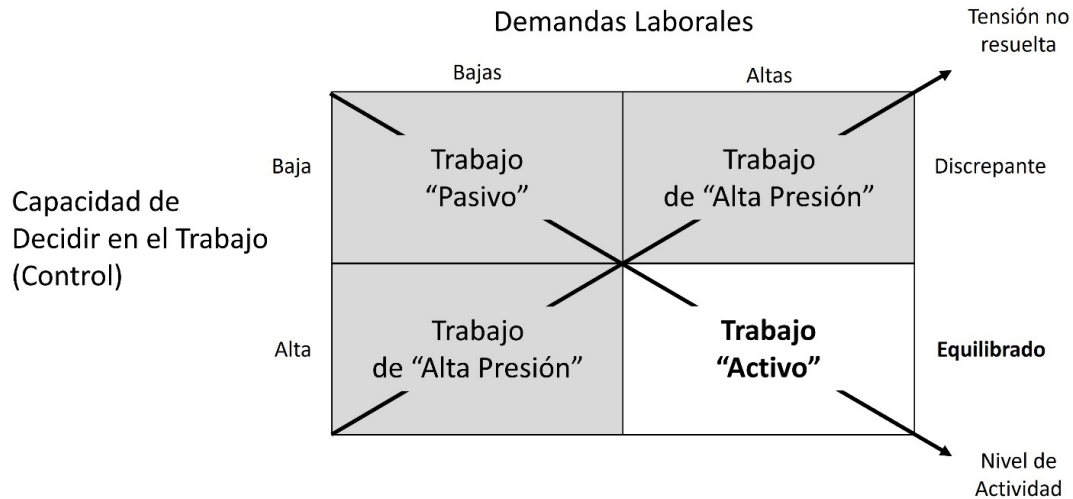 Demandas Laborales
Tensión no
resuelta
Bajas
Altas
Capacidad de
Decidir en el Trabajo
(Control)
Baja
Trabajo
“Pasivo”
Trabajo
de “Alta Presión”
Discrepante
Alta
Trabajo
de “Alta Presión”
Trabajo
“Activo”
Equilibrado
Nivel de
Actividad